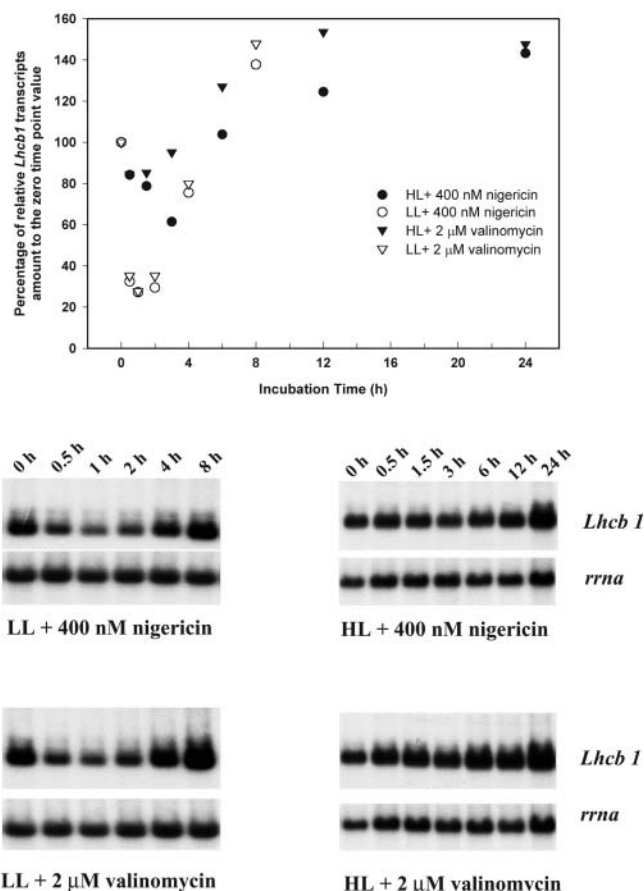 Percentage of relative Lhcb1 transcripts
amount to the zero time point value
160
140
120
100
80
60
40
20
0
HL+ 400 nM nigericin
LL+ 400 nM nigericin
HL+ 2 μM valinomycin
LL+ 2 μM valinomycin
0 4 8 12 16 20 24
Incubation Time (h)
0 h 0.5 h 1 h 2 h 4 h 8 h
0 h 0.5 h 1.5 h 3 h 6 h 12 h 24 h
Lhcb 1
rrna
LL + 400 nM nigericin
HL + 400 nM nigericin
Lhcb 1
rrna
LL + 2 μM valinomycin
HL + 2 μM valinomycin